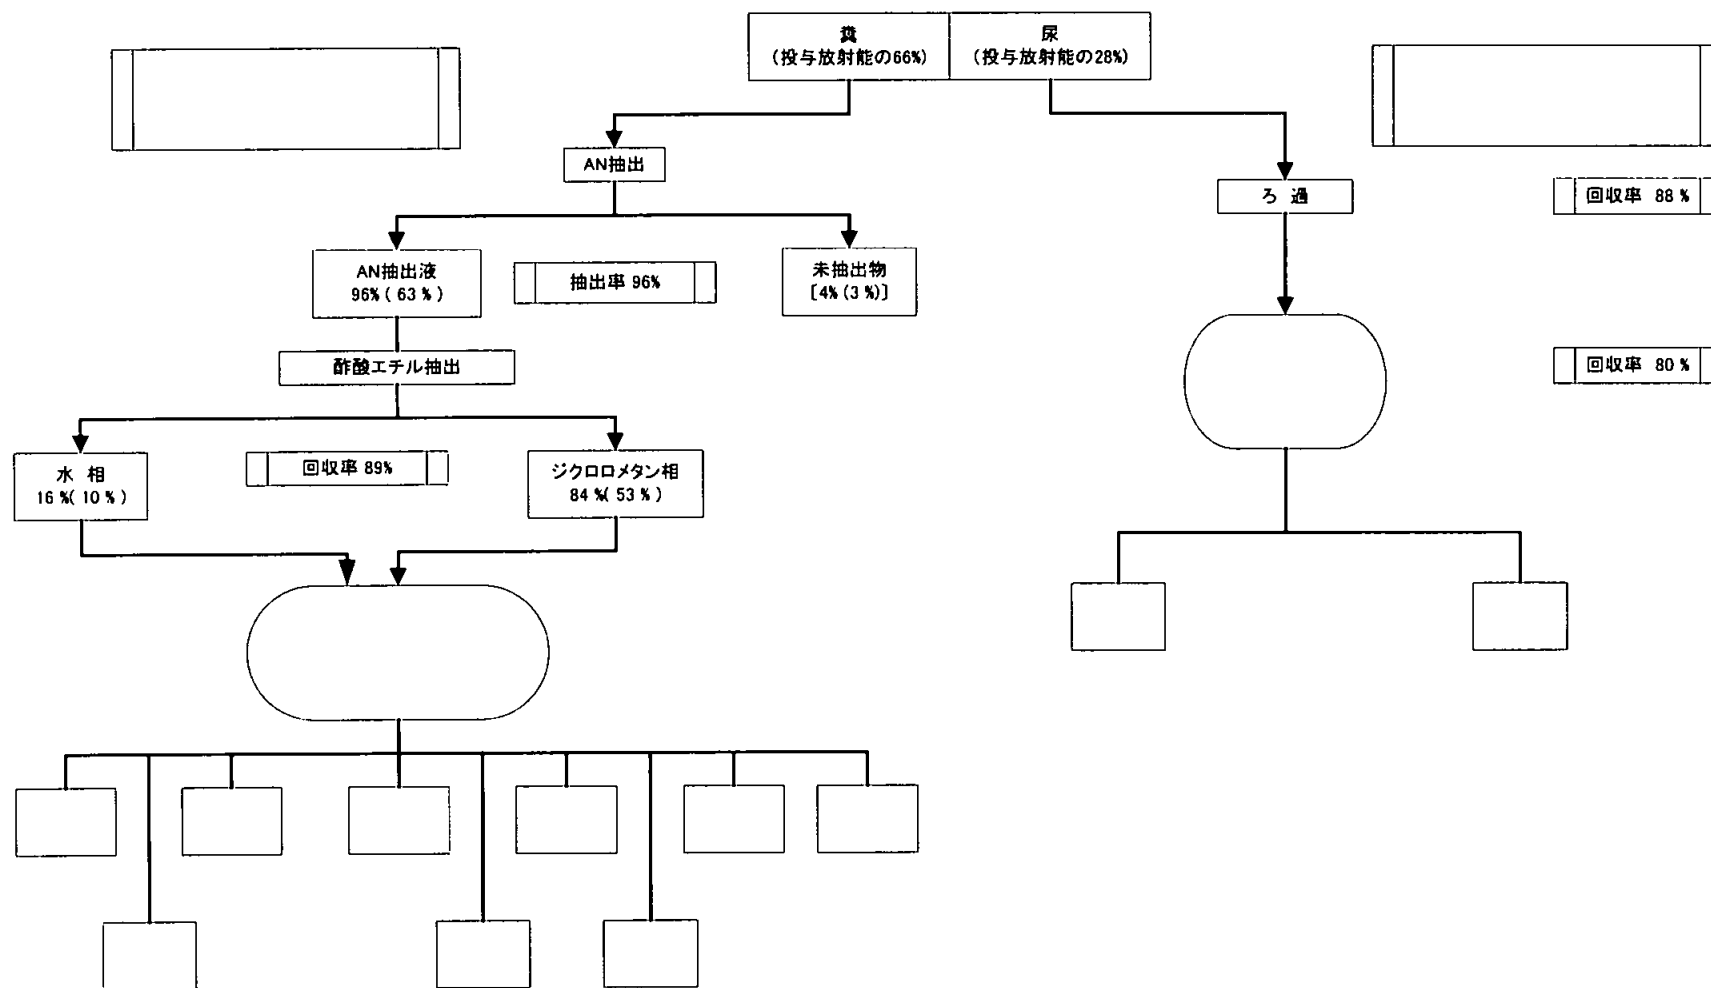 糞
(投与放射能の66%)
尿
(投与放射能の28%)
AN抽出
ろ 過
回収率 88 %
AN抽出液
96%( 63 % )
抽出率 96%
未抽出物
[4% (3 %)]
酢酸エチル抽出
回収率 80 %
水 相
16 %( 10 % )
回収率 89%
ジクロロメタン相
84 %( 53 % )